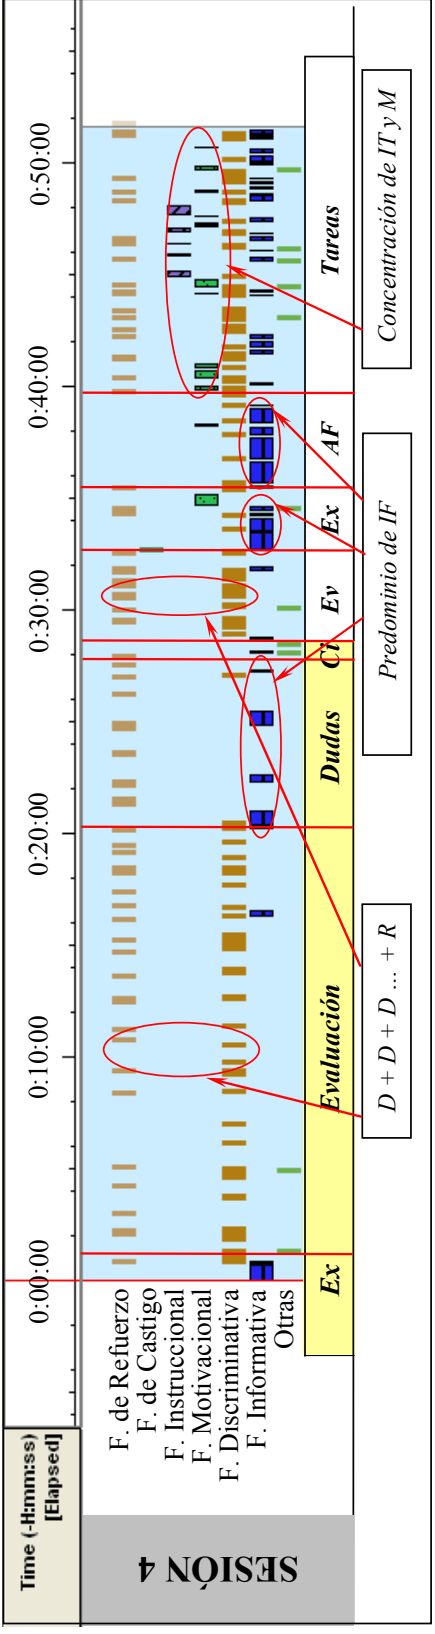 Time (-H:mm:ss)
[Elapsed]
0:00:00
0:10:00
0:20:00
0:30:00
0:40:00
0:50:00
SESIÓN 4
F. de Refuerzo
F. de Castigo
F. Instruccional
F. Motivacional
F. Discriminativa
F. Informativa
Otras
Ex
Evaluación
Dudas
Ci
Ev
Ex
AF
Tareas
D + D + D ... + R
Predominio de IF
Concentración de IT y M